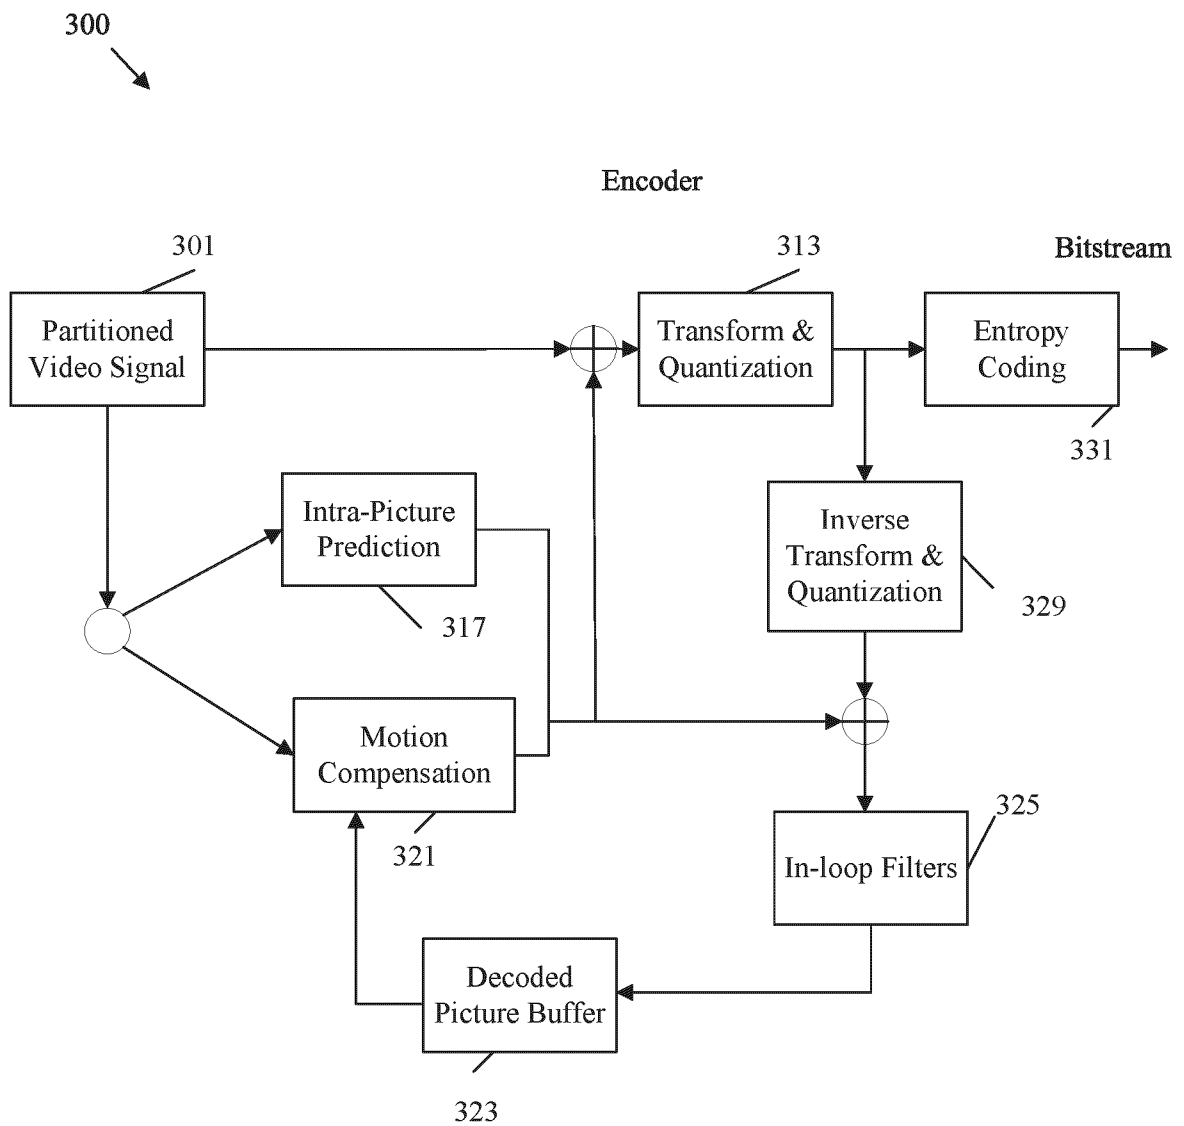 300
Encoder
301
313
Bitstream
Partitioned
Video Signal
Transform &
Quantization
Entropy
Coding
331
Intra-Picture
Prediction
317
Inverse
Transform &
Quantization
329
Motion
Compensation
321
325
In-loop Filters
Decoded
Picture Buffer
323